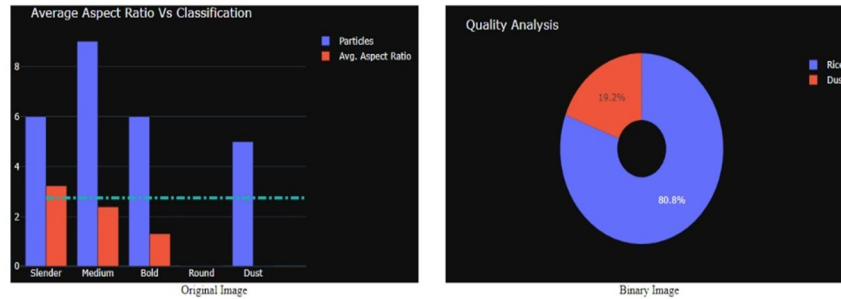 Average Aspect Ratio Vs Classification
Particles
Avg. Aspect Ratio
8
6
4
2
0
Slender Medium Bold Round Dust
Original Image
Quality Analysis
Rice
Dus
19.2%
80.8%
Binary Image